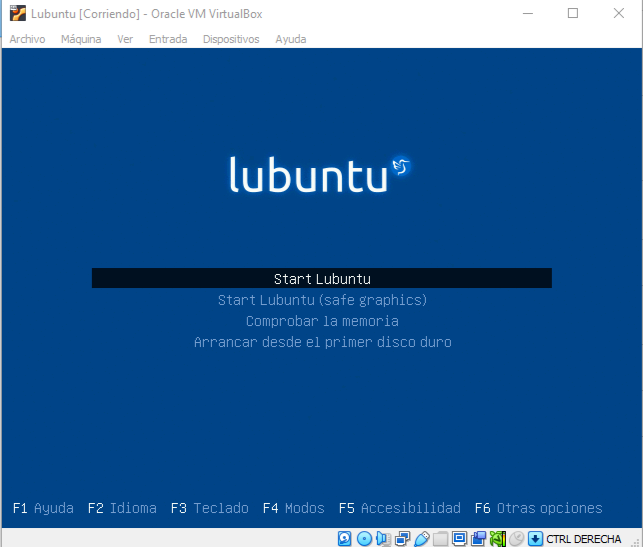 Lubuntu [Corriendo] - Oracle VM VirtualBox
Archivo Máquina Ver Entrada Dispositivos Ayuda
lubuntu
Start Lubuntu
Start Lubuntu (safe graphics)
Comprobar la memoria
Arrancar desde el primer disco duro
F1 Ayuda F2 Idioma F3 Teclado F4 Modos F5 Accesibilidad F6 Otras opciones
CTRL DERECHA